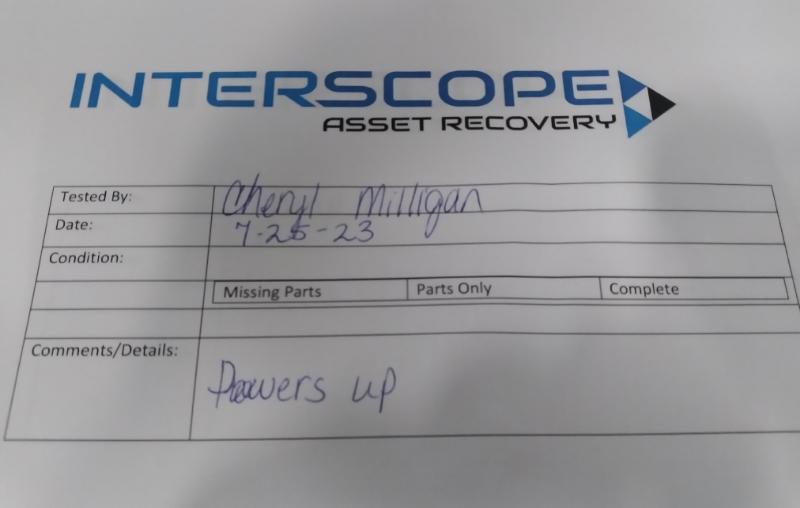 INTERSCOPE
ASSET RECOVERY
Tested By: Cheryl Milligan
Date: 7-25-23
Condition:
Missing Parts Parts Only Complete
Comments/Details: Powers up